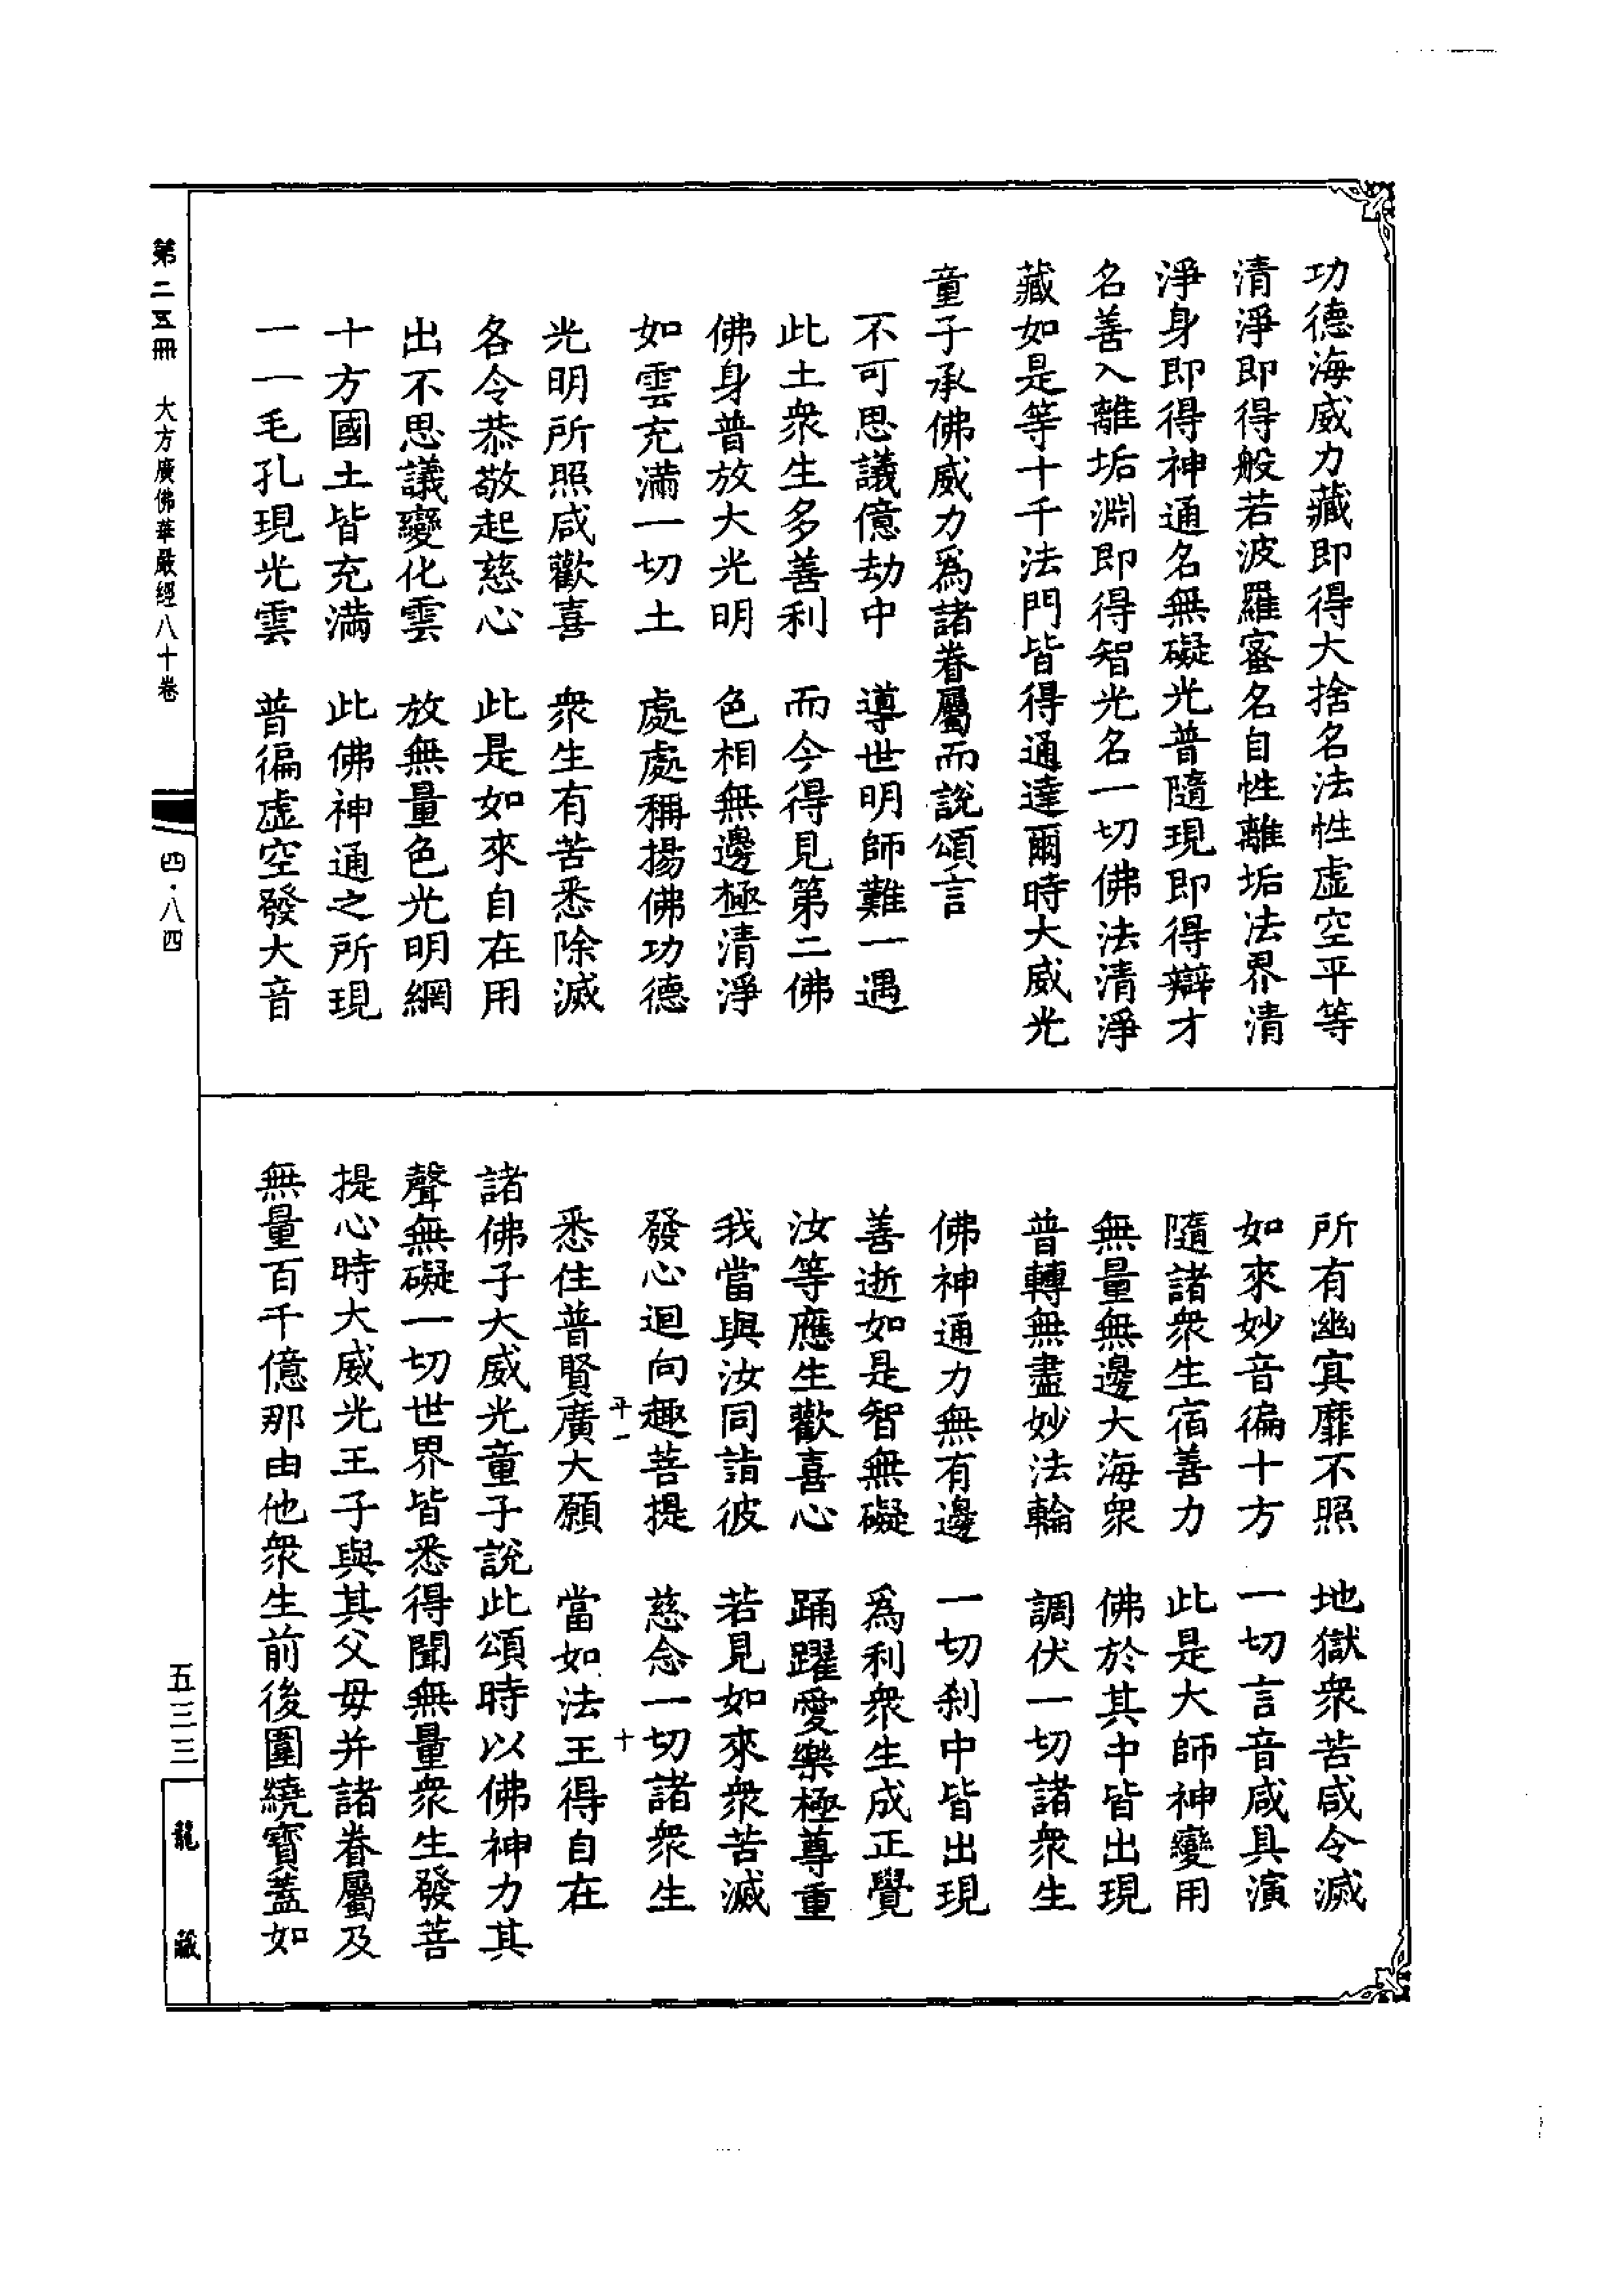 功德海威力藏即得大捨名法性虛空平等
清淨即得般若波羅蜜名自性離垢法界清
淨身即得神通名無礙光普隨現即得辯才
名善入離垢淵即得智光名一切佛法清淨
藏如是等十千法門皆得通達爾時大威光
童子承佛威力爲諸眷屬而說頌言
不可思議億劫中　導世明師難一遇
此土衆生多善利　而今得見第二佛
佛身普放大光明　色相無邊極清淨
如雲充滿一切土　處處稱揚佛功德
光明所照咸歡喜　衆生有苦悉除滅
各令恭敬起慈心　此是如來自在用
出不思議變化雲　放無量色光明網
十方國土皆充滿　此佛神通之所現
一一毛孔現光雲　普徧虛空發大音
所有幽冥靡不照　地獄衆苦咸令滅
如來妙音徧十方　一切言音咸具演
隨諸衆生宿善力　此是大師神變用
無量無邊大海衆　佛於其中皆出現
普轉無盡妙法輪　調伏一切諸衆生
佛神通力無有邊　一切刹中皆出現
善逝如是智無礙　爲利衆生成正覺
汝等應生歡喜心　踊躍愛樂極尊重
我當與汝同詣彼　若見如來衆苦滅
發心迴向趣菩提　慈念一切諸衆生
平一　十
悉住普賢廣大願　當如法王得自在
諸佛子大威光童子說此頌時以佛神力其
聲無礙一切世界皆悉得聞無量衆生發菩
提心時大威光王子與其父母并諸眷屬及
無量百千億那由他衆生前後圍繞寶蓋如
第二五冊　大方廣佛華嚴經八十卷　四·八四
五三三　龍藏